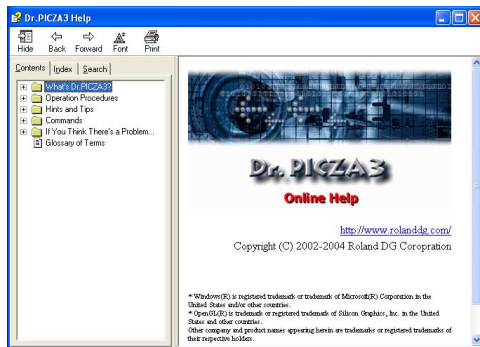 Dr.PICZA3 Help
Hide Back Forward Font Print
Contents Index Search
What's Dr.PICZA3?
Operation Procedures
Hints and Tips
Commands
If You Think There's a Problem...
Glossary of Terms
Dr. PICZA3
Online Help
http://www.rolanddg.com/
Copyright (C) 2002-2004 Roland DG Coropration
* Windows(R) is registered trademark or trademark of Microsoft(R) Corporation in the
United States and/or other countries.
* OpenGL(R) is trademark or registered trademark of Silicon Graphics, Inc. in the United
States and other countries.
Other company and product names appearing herein are trademarks or registered trademarks of
their respective holders.